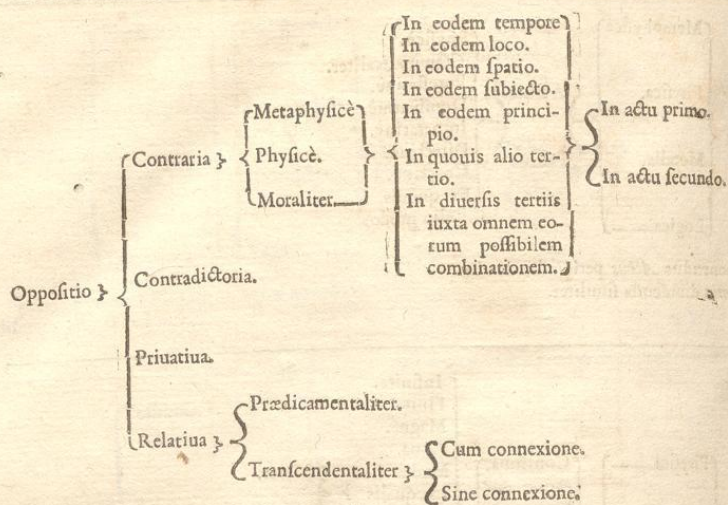 In eodem tempore
In eodem loco.
In eodem ſpatio.
In eodem ſubiecto.
In eodem princi-
pio.
In quouis alio ter-
tio.
In diuerſis tertiis
iuxta omnem eo-
rum poſſibilem
combinationem.
In actu primo.
In actu ſecundo.
Metaphyſicè
Phyſicè.
Moraliter.
Contraria
Contradictoria.
Oppoſitio
Priuatiua.
Relatiua
Prædicamentaliter.
Tranſcendentaliter
Cum connexione.
Sine connexione.